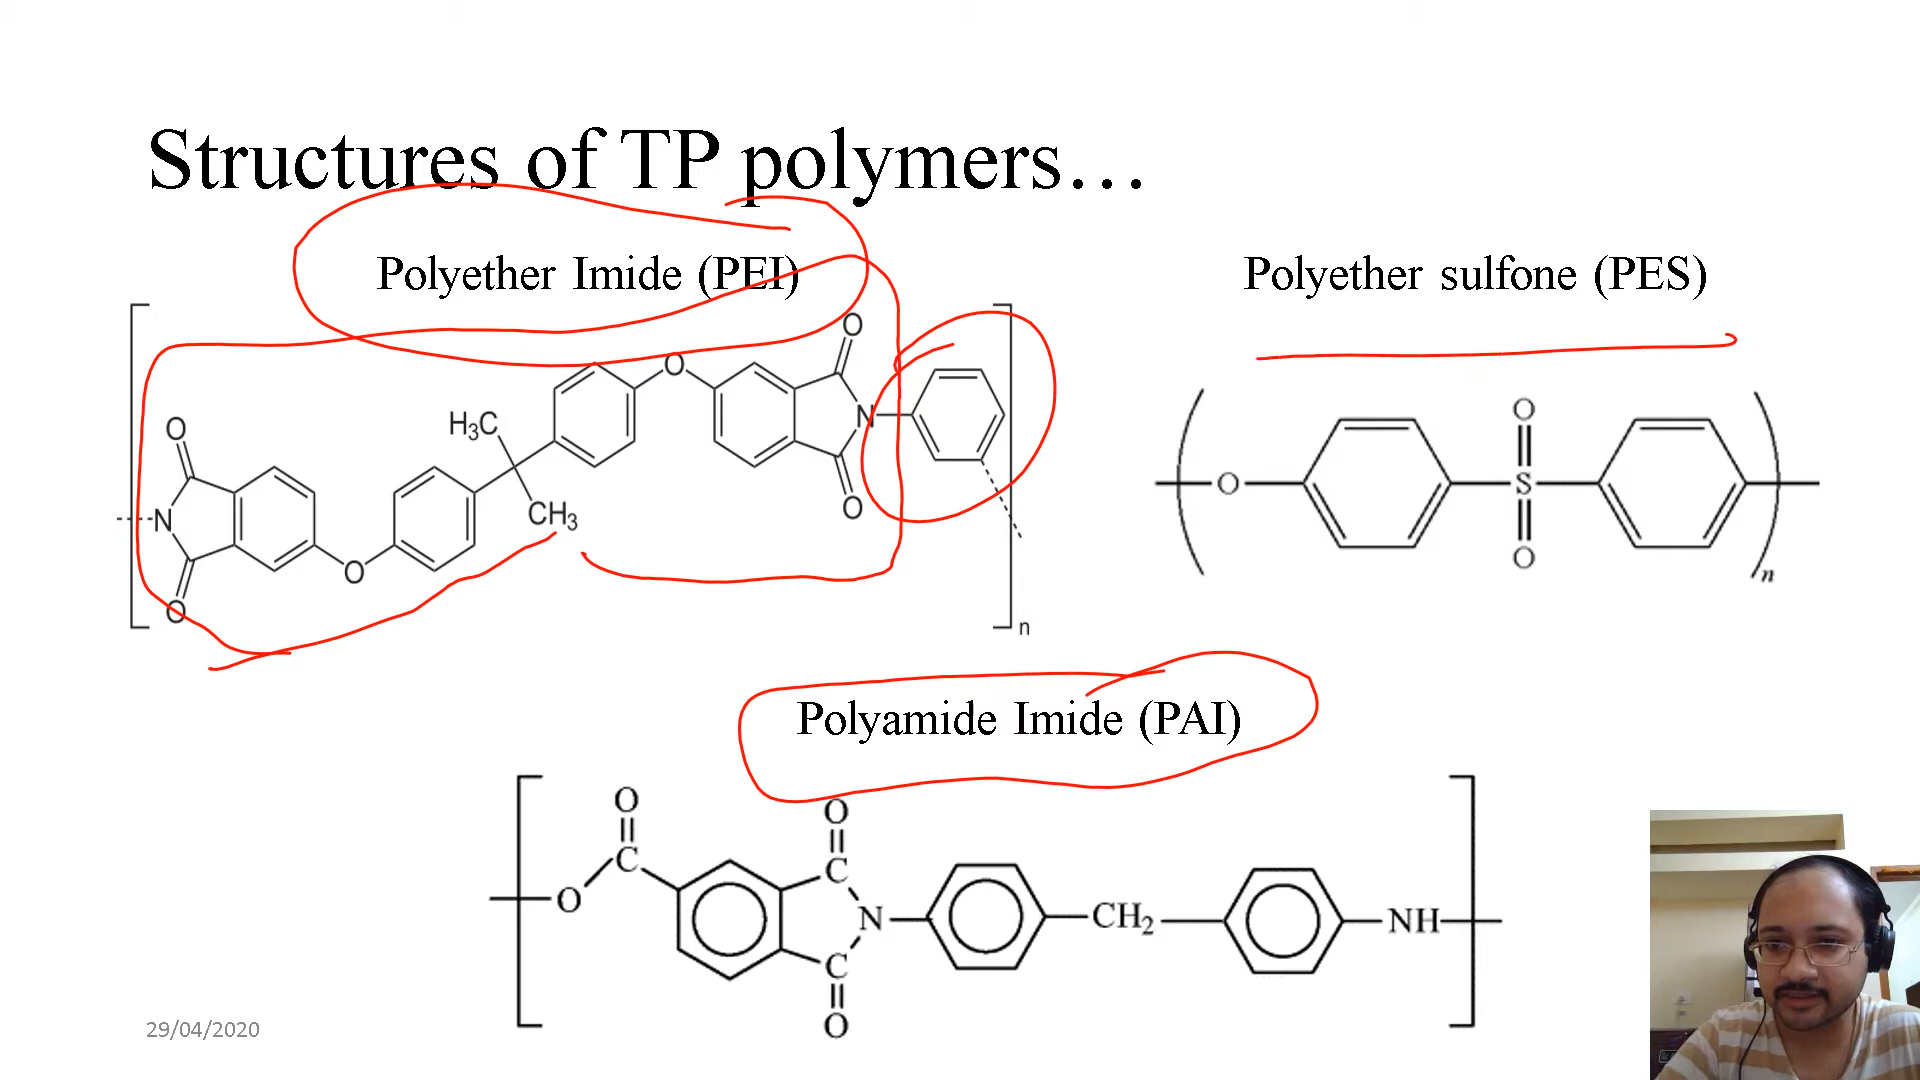 Structures of TP polymers…
Polyether Imide (PEI)
Polyether sulfone (PES)
O
O
H₃C
N
O
CH₃
N
O
O
O
O
n
O
O
S
O
n
Polyamide Imide (PAI)
O
C
O
O
C
N
CH₂
NH
C
O
29/04/2020